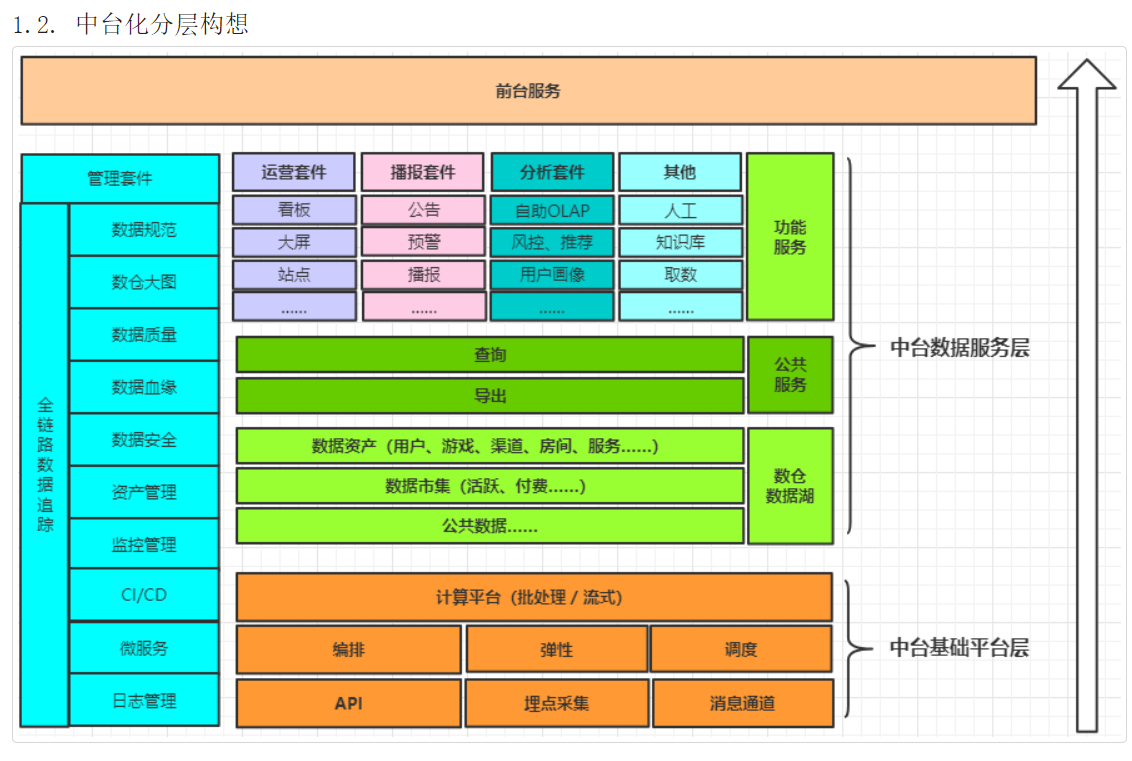 1.2. 中台化分层构想
前台服务
管理套件
全链路数据追踪
数据规范
数仓大图
数据质量
数据血缘
数据安全
资产管理
监控管理
CI/CD
微服务
日志管理
运营套件
看板
大屏
站点
......
播报套件
公告
预警
播报
......
分析套件
自助OLAP
风控、推荐
用户画像
......
其他
人工
知识库
取数
......
功能
服务
查询
导出
公共
服务
数据资产（用户、游戏、渠道、房间、服务......）
数据市集（活跃、付费......）
公共数据......
数仓
数据湖
中台数据服务层
计算平台（批处理 / 流式）
编排
弹性
调度
API
埋点采集
消息通道
中台基础平台层